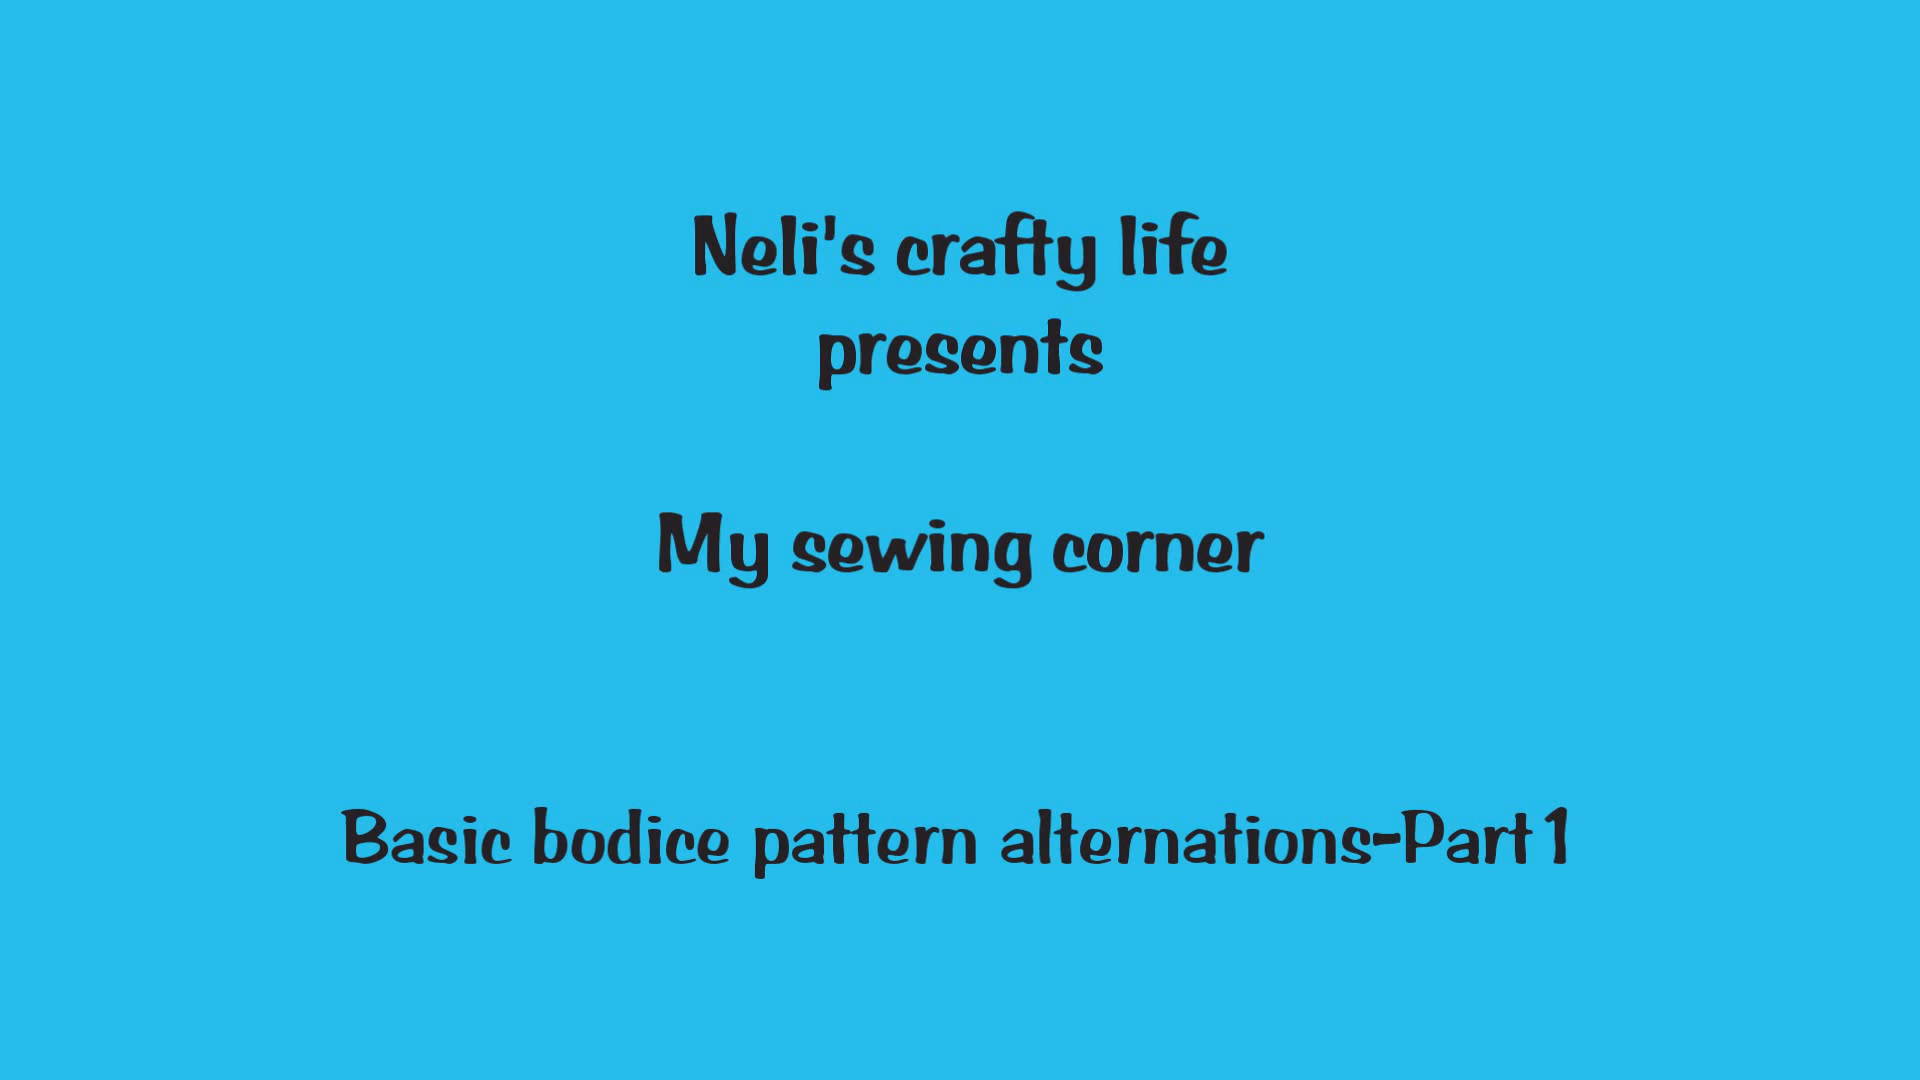 Neli's crafty life
presents
My sewing corner
Basic bodice pattern alternations-Part 1